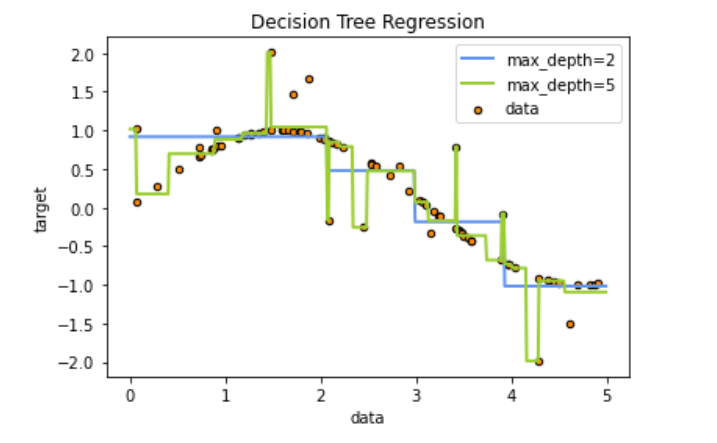 Decision Tree Regression
max_depth=2
max_depth=5
data
2.0
1.5
1.0
0.5
0.0
−0.5
−1.0
−1.5
−2.0
target
0 1 2 3 4 5
data